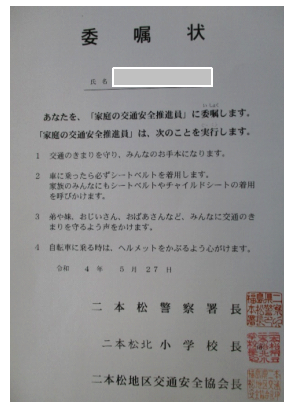 委嘱状
氏名
あなたを、「家庭の交通安全推進員」に委嘱します。
「家庭の交通安全推進員」は、次のことを実行します。
1 交通のきまりを守り、みんなのお手本になります。
2 車に乗ったら必ずシートベルトを着用します。
家族のみんなにもシートベルトやチャイルドシートの着用
を呼びかけます。
3 弟や妹、おじいさん、おばあさんなど、みんなに交通のき
まりを守るよう声をかけます。
4 自転車に乗る時は、ヘルメットをかぶるよう心がけます。
令和 4年 5月27日
二本松警察署長
二本松北小学校長
二本松地区交通安全協会長